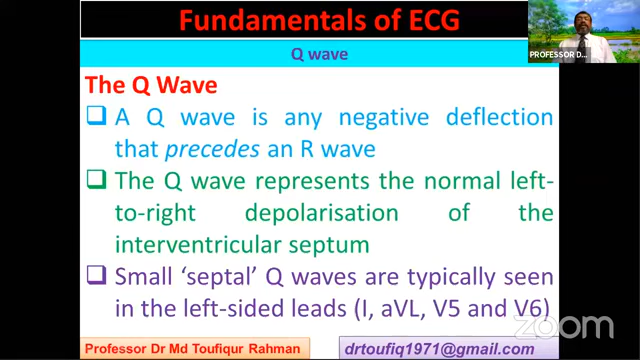 Fundamentals of ECG
Q wave
PROFESSOR D...
The Q Wave
❑ A Q wave is any negative deflection
that precedes an R wave
❑ The Q wave represents the normal left-
to-right depolarisation of the
interventricular septum
❑ Small ‘septal’ Q waves are typically seen
in the left-sided leads (I, aVL, V5 and V6)
zoom
Professor Dr Md Toufiqur Rahman
drtoufiq1971@gmail.com